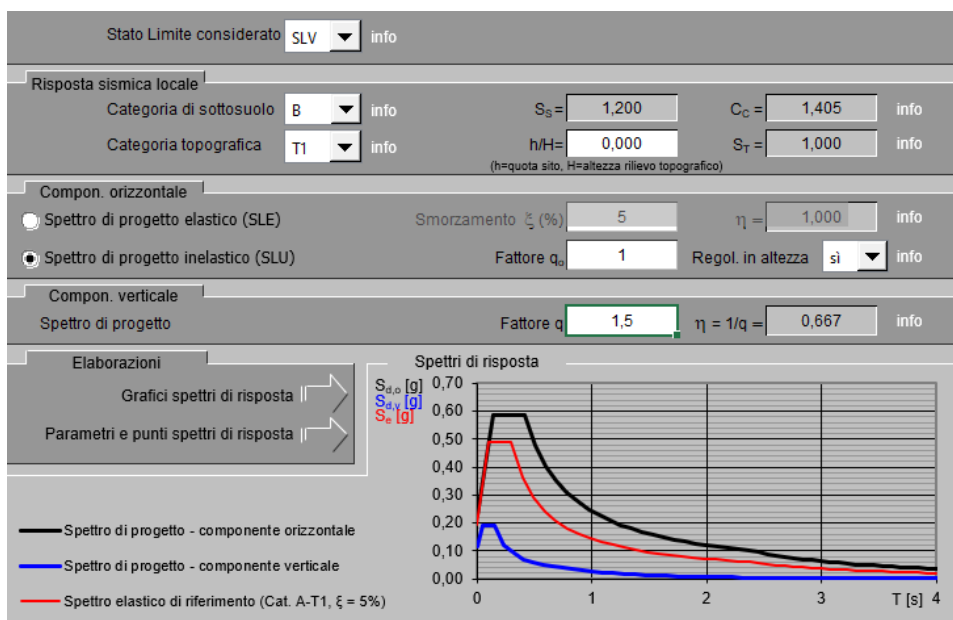 Stato Limite considerato SLV info
Risposta sismica locale
Categoria di sottosuolo B info S_S= 1,200 C_C = 1,405 info
Categoria topografica T1 info h/H= 0,000 S_T = 1,000 info
(h=quota sito, H=altezza rilievo topografico)
Compon. orizzontale
Spettro di progetto elastico (SLE) Smorzamento ξ (%) 5 η = 1,000 info
Spettro di progetto inelastico (SLU) Fattore q_o 1 Regol. in altezza sì info
Compon. verticale
Spettro di progetto Fattore q 1,5 η = 1/q = 0,667 info
Elaborazioni
Grafici spettri di risposta
Parametri e punti spettri di risposta
Spettri di risposta
S_d,o [g]
S_d,v [g]
S_e [g]
0,70
0,60
0,50
0,40
0,30
0,20
0,10
0,00
0 1 2 3 T [s] 4
Spettro di progetto - componente orizzontale
Spettro di progetto - componente verticale
Spettro elastico di riferimento (Cat. A-T1, ξ = 5%)